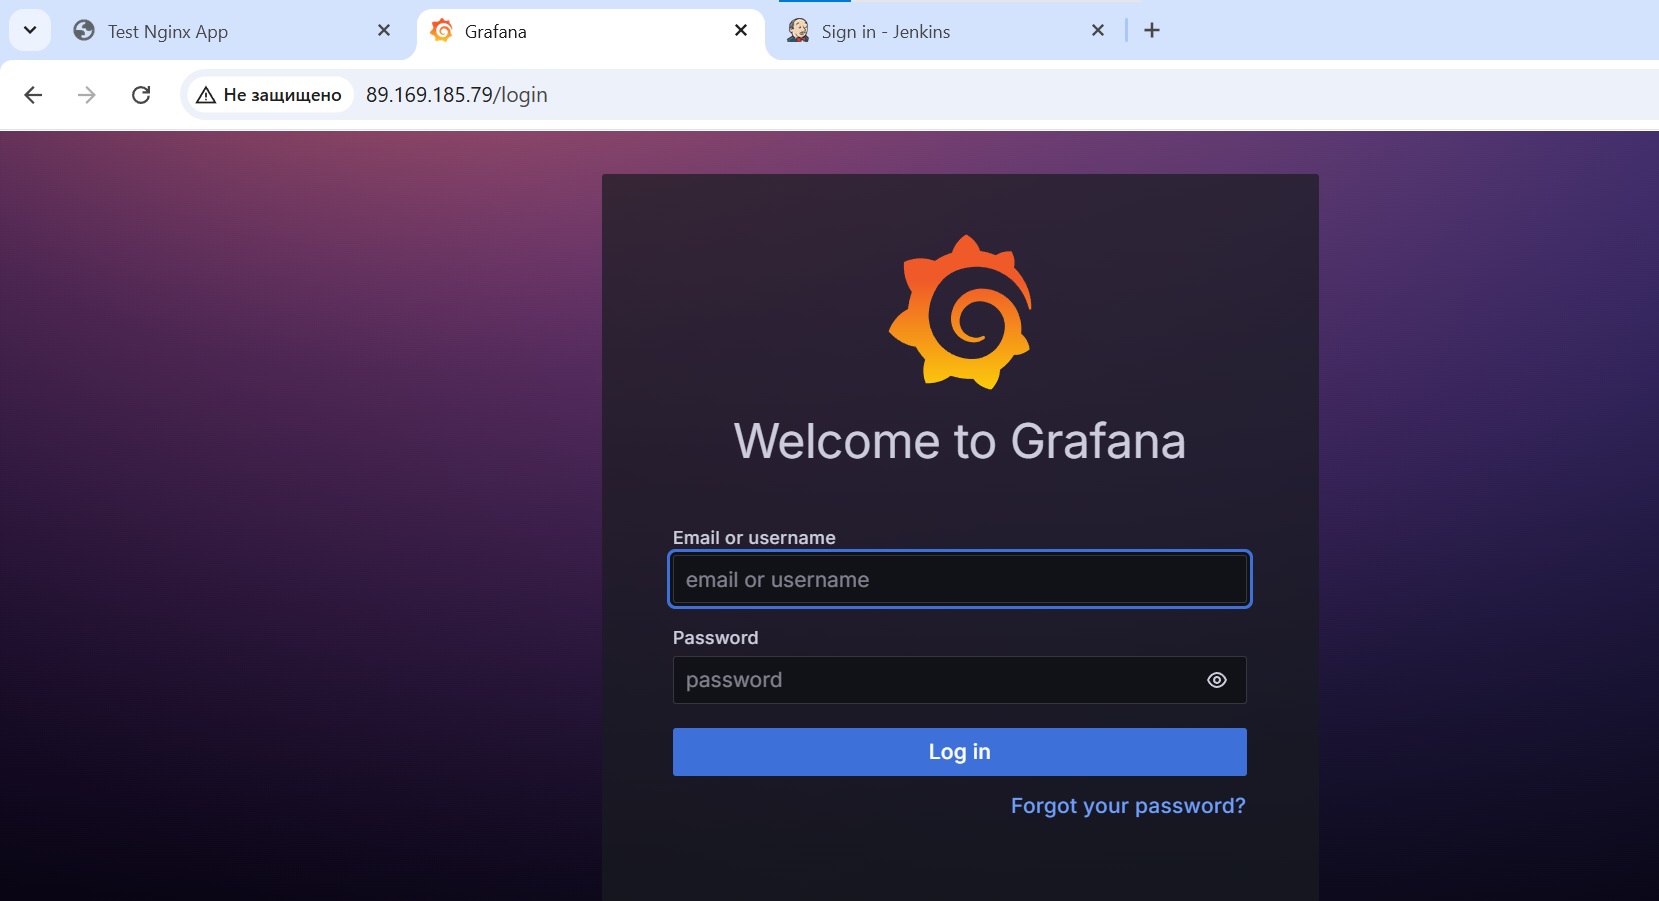 Test Nginx App
Grafana
Sign in - Jenkins
Не защищено
89.169.185.79/login
Welcome to Grafana
Email or username
email or username
Password
password
Log in
Forgot your password?